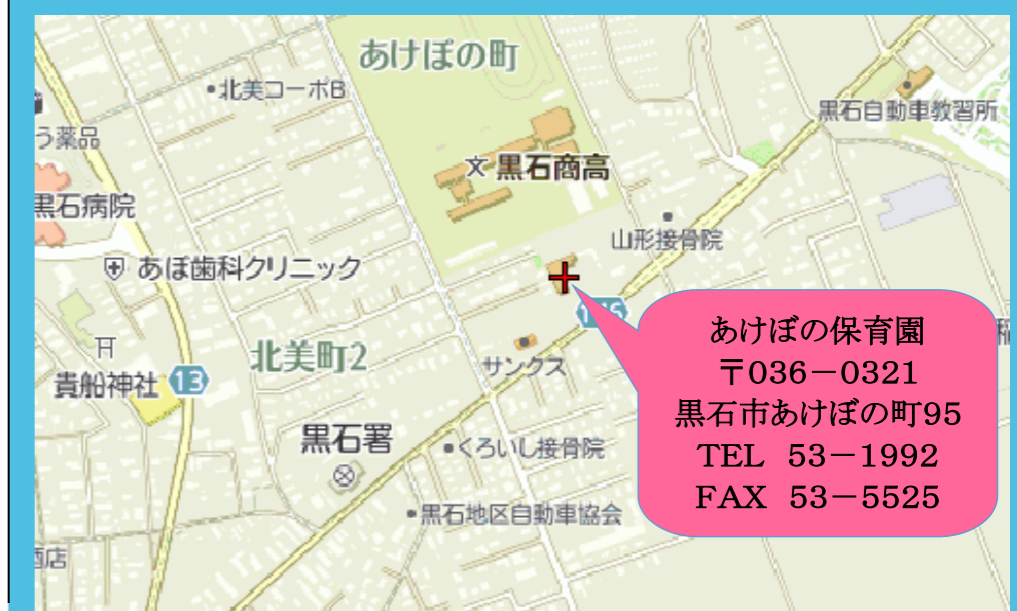 あけぼの町
北美コーポB
黒石自動車教習所
う薬品
黒石商高
黒石病院
山形接骨院
あぼ歯科クリニック
サンクス
北美町2
貴船神社
13
黒石署
くろいし接骨院
黒石地区自動車協会
酒店
あけぼの保育園
〒036－0321
黒石市あけぼの町95
TEL 53－1992
FAX 53－5525